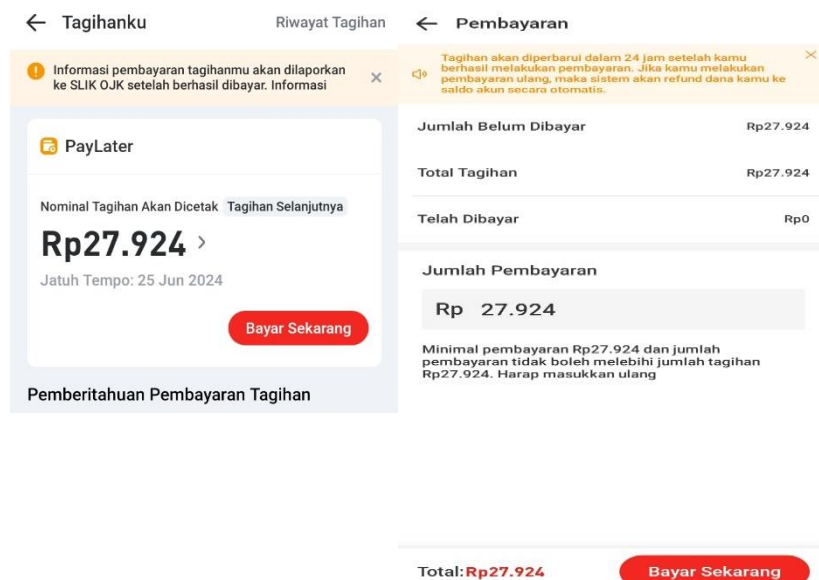 Tagihanku
Riwayat Tagihan
Informasi pembayaran tagihanmu akan dilaporkan
ke SLIK OJK setelah berhasil dibayar. Informasi
PayLater
Nominal Tagihan Akan Dicetak Tagihan Selanjutnya
Rp27.924
Jatuh Tempo: 25 Jun 2024
Bayar Sekarang
Pemberitahuan Pembayaran Tagihan
Pembayaran
Tagihan akan diperbarui dalam 24 jam setelah kamu
berhasil melakukan pembayaran. Jika kamu melakukan
pembayaran ulang, maka sistem akan refund dana kamu ke
saldo akun secara otomatis.
Jumlah Belum Dibayar Rp27.924
Total Tagihan Rp27.924
Telah Dibayar Rp0
Jumlah Pembayaran
Rp 27.924
Minimal pembayaran Rp27.924 dan jumlah
pembayaran tidak boleh melebihi jumlah tagihan
Rp27.924. Harap masukkan ulang
Total:Rp27.924
Bayar Sekarang